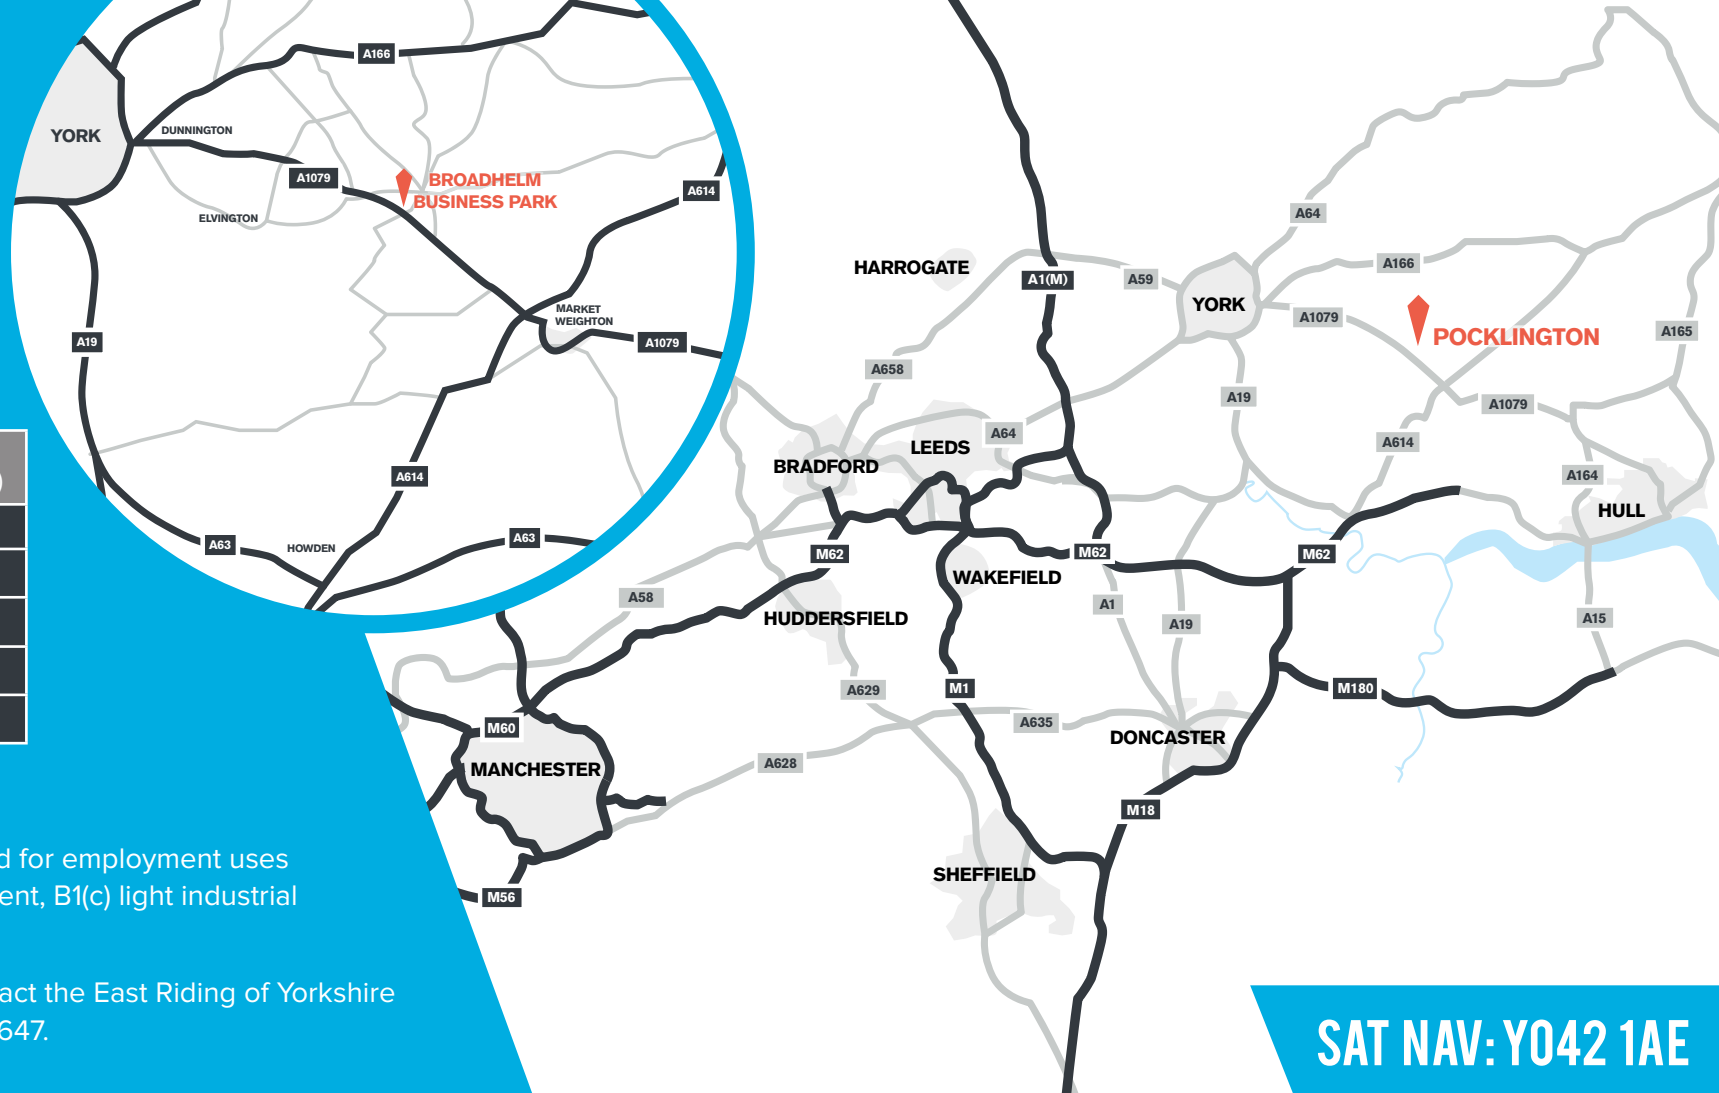 A166
YORK
DUNNINGTON
A1079
BROADHELM
BUSINESS PARK
A614
ELVINGTON
MARKET
WEIGHTON
A19
A1079
A614
A63
HOWDEN
A63
A64
HARROGATE
A1(M)
A59
A166
YORK
A1079
POCKLINGTON
A165
A658
A19
A1079
A64
LEEDS
A614
BRADFORD
A164
HULL
M62
M62
M62
WAKEFIELD
A58
A1
HUDDERSFIELD
A19
A15
A629
M1
M180
A635
M60
DONCASTER
A628
MANCHESTER
M18
SHEFFIELD
M56
d for employment uses
ent, B1(c) light industrial
act the East Riding of Yorkshire
647.
SAT NAV: YO42 1AE